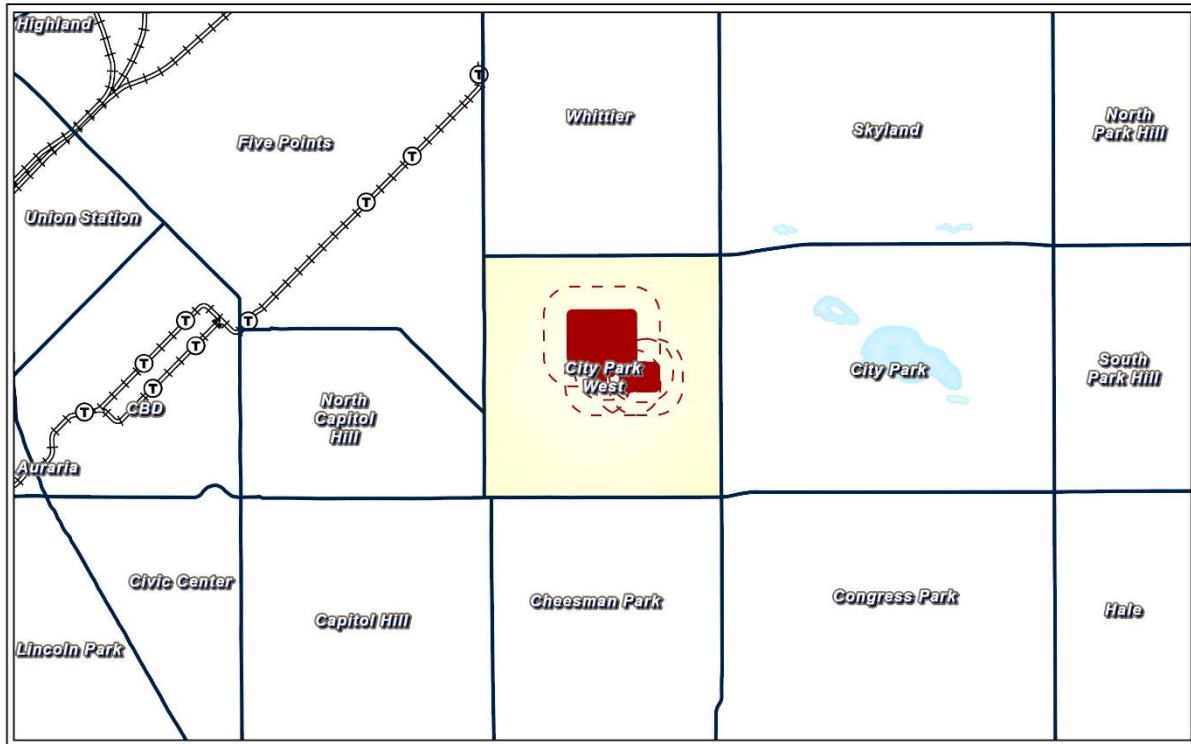 Highland
T
Whittier
North
Park Hill
Skyland
Five Points
T
T
Union Station
T
T
T
T
City Park
West
City Park
South
Park Hill
T
CBD
T
North
Capitol
Hill
Auraria
Civic Center
Cheesman Park
Congress Park
Hale
Capitol Hill
Lincoln Park